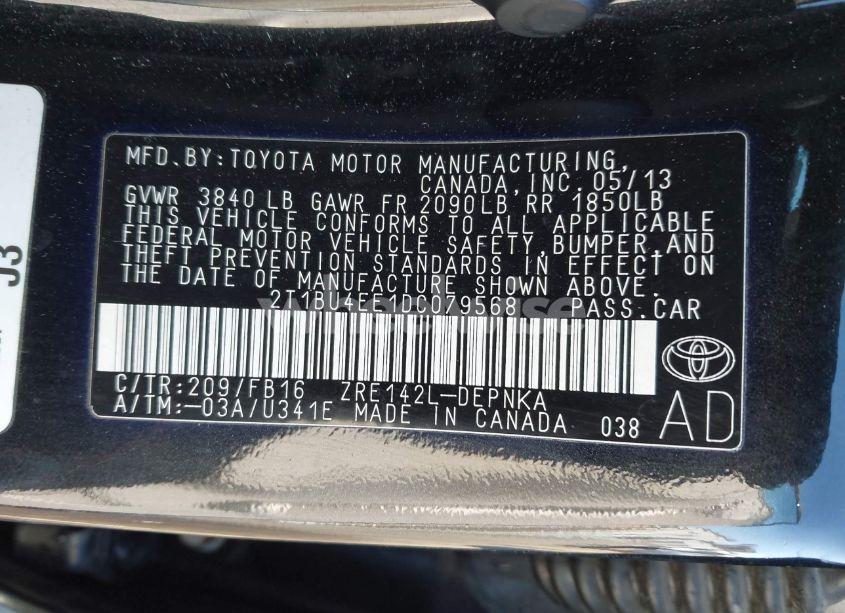 MFD.BY:TOYOTA MOTOR MANUFACTURING,
CANADA,INC. 05/13
GVWR 3840 LB GAWR FR 2090LB RR 1850LB
THIS VEHICLE CONFORMS TO ALL APPLICABLE
FEDERAL MOTOR VEHICLE SAFETY,BUMPER,AND
THEFT PREVENTION STANDARDS IN EFFECT ON
THE DATE OF MANUFACTURE SHOWN ABOVE.
2T1BU4EE1DC079568 PASS.CAR
C/TR:209/FB16 ZRE142L-DEPNKA
A/TM:-03A/U341E MADE IN CANADA 038
AD
J3